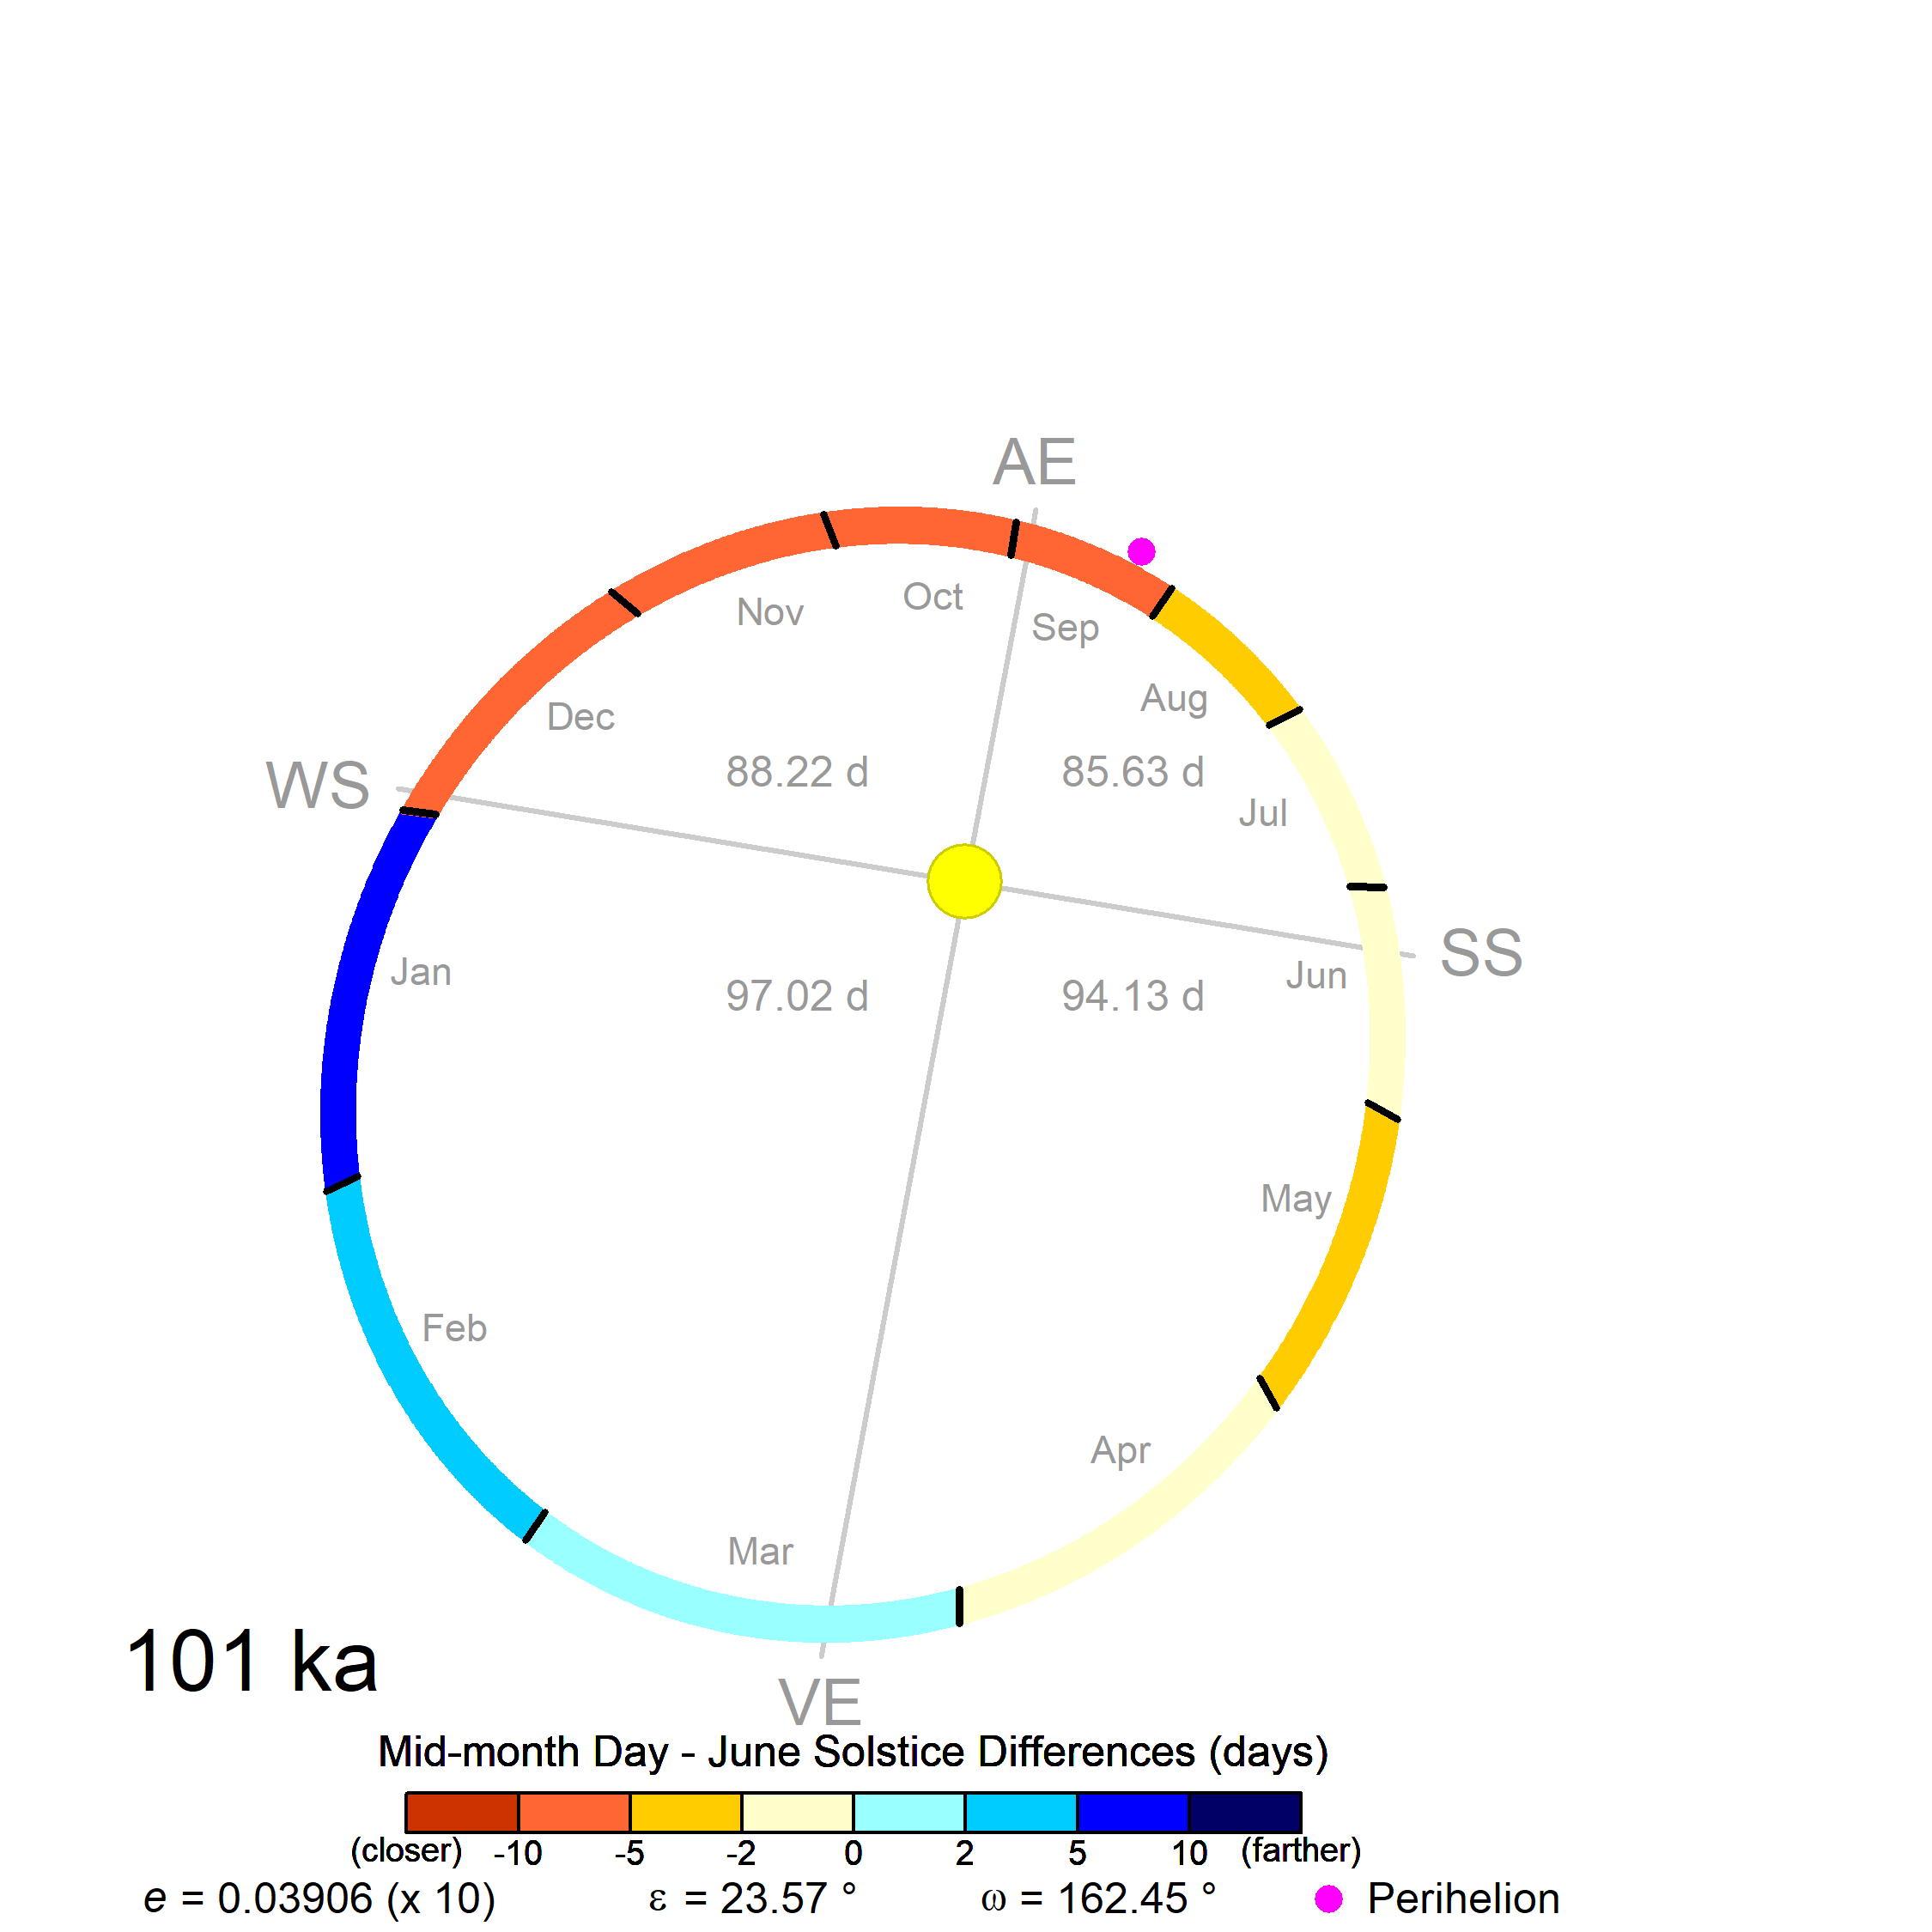 AE
Oct
Nov
Sep
Aug
Dec
WS
88.22 d
85.63 d
Jul
SS
Jan
Jun
97.02 d
94.13 d
May
Feb
Apr
Mar
101 ka
VE
Mid-month Day - June Solstice Differences (days)
(closer) -10 -5 -2 0 2 5 10 (farther)
e = 0.03906 (x 10) ε = 23.57 ° ω = 162.45 ° Perihelion